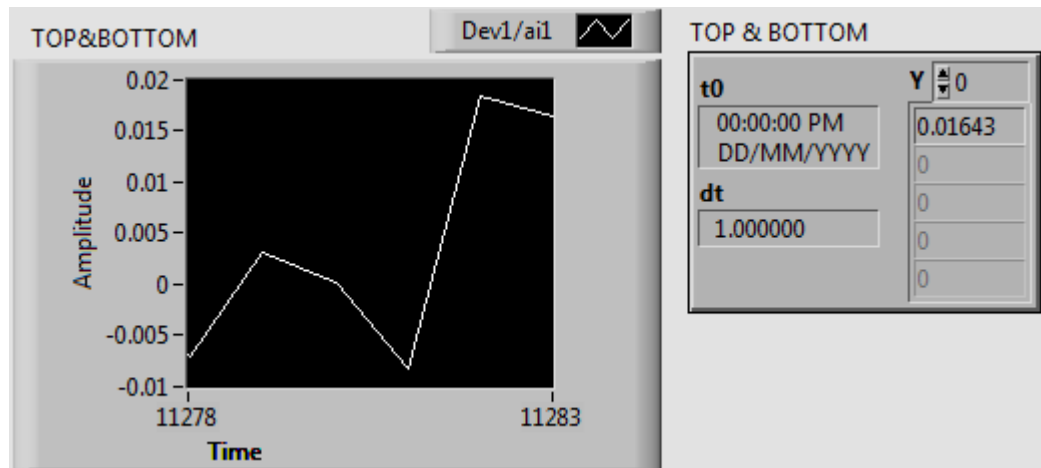 TOP&BOTTOM
Dev1/ai1
0.02
0.015
0.01
0.005
0
-0.005
-0.01
Amplitude
11278
11283
Time
TOP & BOTTOM
t0
00:00:00 PM
DD/MM/YYYY
dt
1.000000
Y 0
0.01643
0
0
0
0